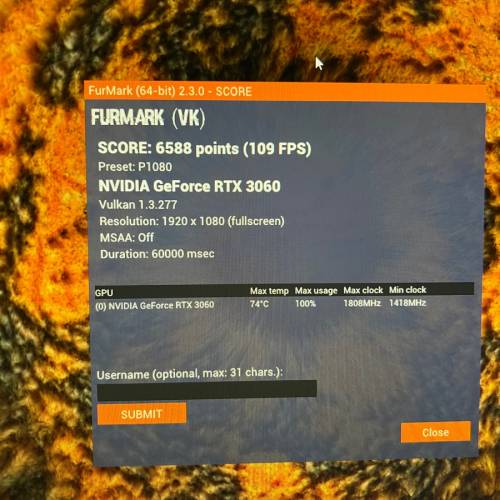 FurMark (64-bit) 2.3.0 - SCORE
FURMARK (VK)
SCORE: 6588 points (109 FPS)
Preset: P1080
NVIDIA GeForce RTX 3060
Vulkan 1.3.277
Resolution: 1920 x 1080 (fullscreen)
MSAA: Off
Duration: 60000 msec
GPU Max temp Max usage Max clock Min clock
(0) NVIDIA GeForce RTX 3060 74°C 100% 1808MHz 1418MHz
Username (optional, max: 31 chars.):
SUBMIT
Close